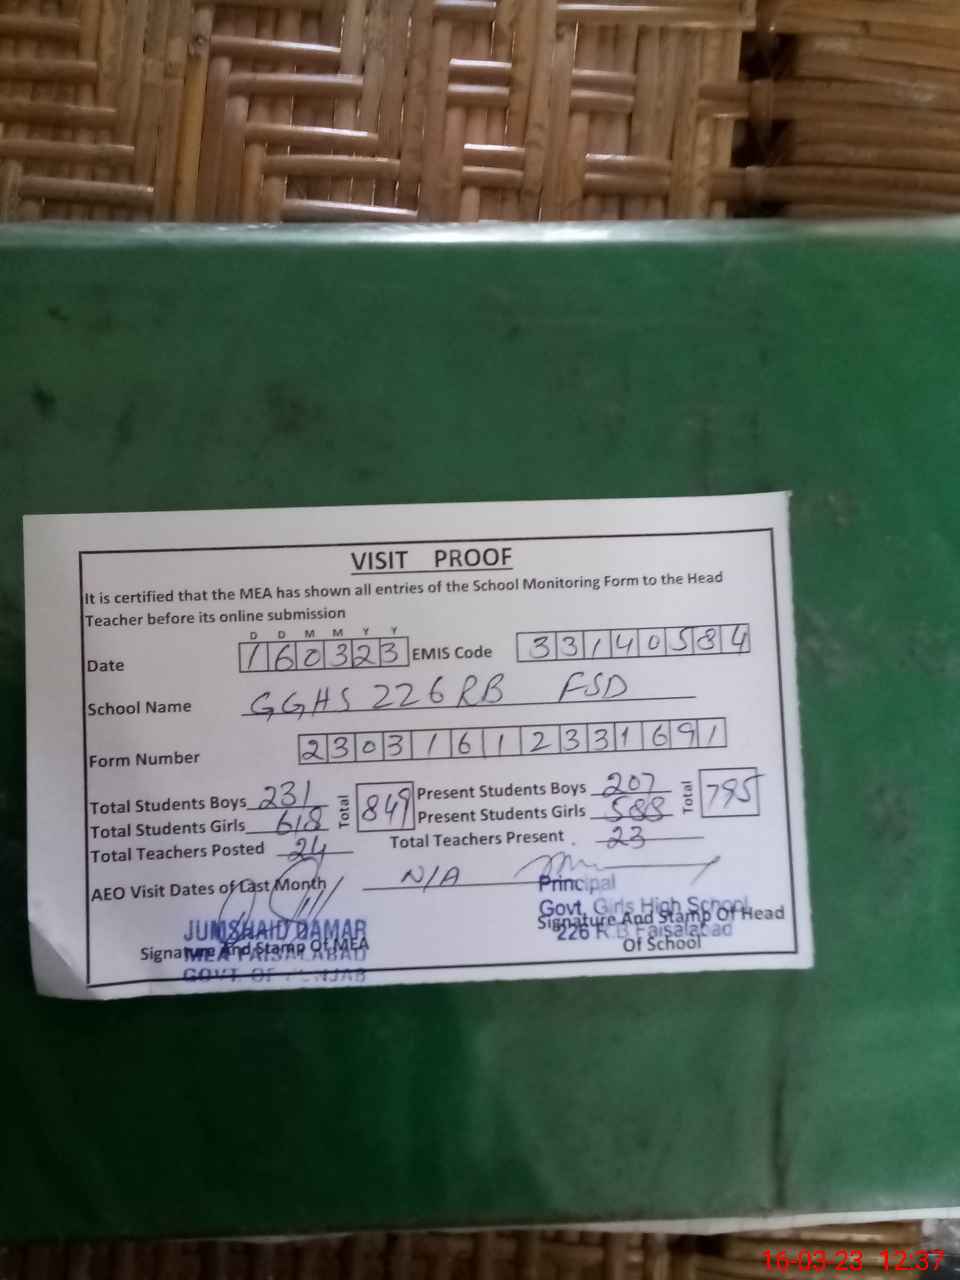 VISIT PROOF
It is certified that the MEA has shown all entries of the School Monitoring Form to the Head
Teacher before its online submission
D D M M Y Y
Date 160323 EMIS Code 33140584
School Name GGHS 226 RB FSD
Form Number 23031612331691
Total Students Boys 231 Total 849 Present Students Boys 207 Total 795
Total Students Girls 618 Present Students Girls 588
Total Teachers Posted 24 Total Teachers Present 23
AEO Visit Dates of Last Month N/A
Principal
Govt. Girls High School
226 R.B Faisalabad
Signature And Stamp Of Head
Of School
JUMSHAID DAMAR
MEA FAISALABAD
GOVT. OF PUNJAB
Signature And Stamp Of MEA
16-03-23 12:37